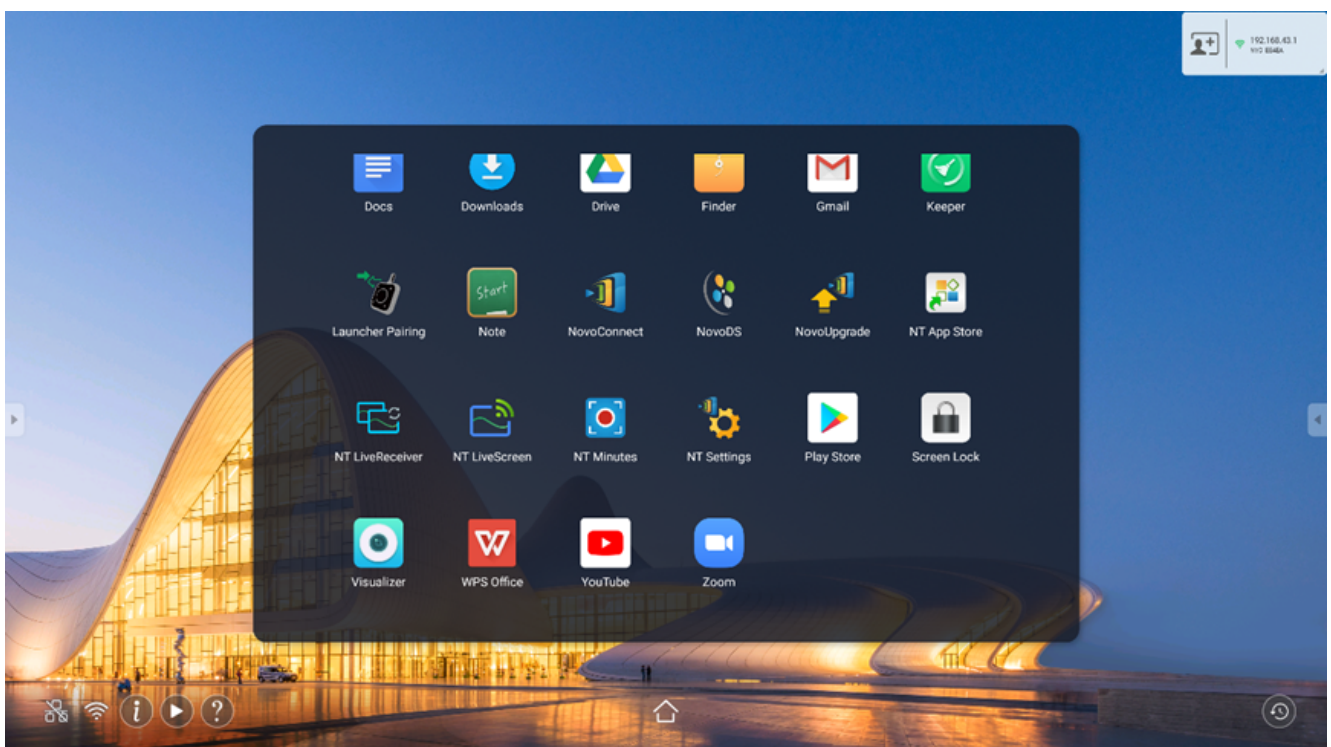 192.168.43.1
Docs
Downloads
Drive
Finder
Gmail
Keeper
Start
Launcher Pairing
Note
NovoConnect
NovoDS
NovoUpgrade
NT App Store
NT LiveReceiver
NT LiveScreen
NT Minutes
NT Settings
Play Store
Screen Lock
Visualizer
WPS Office
YouTube
Zoom